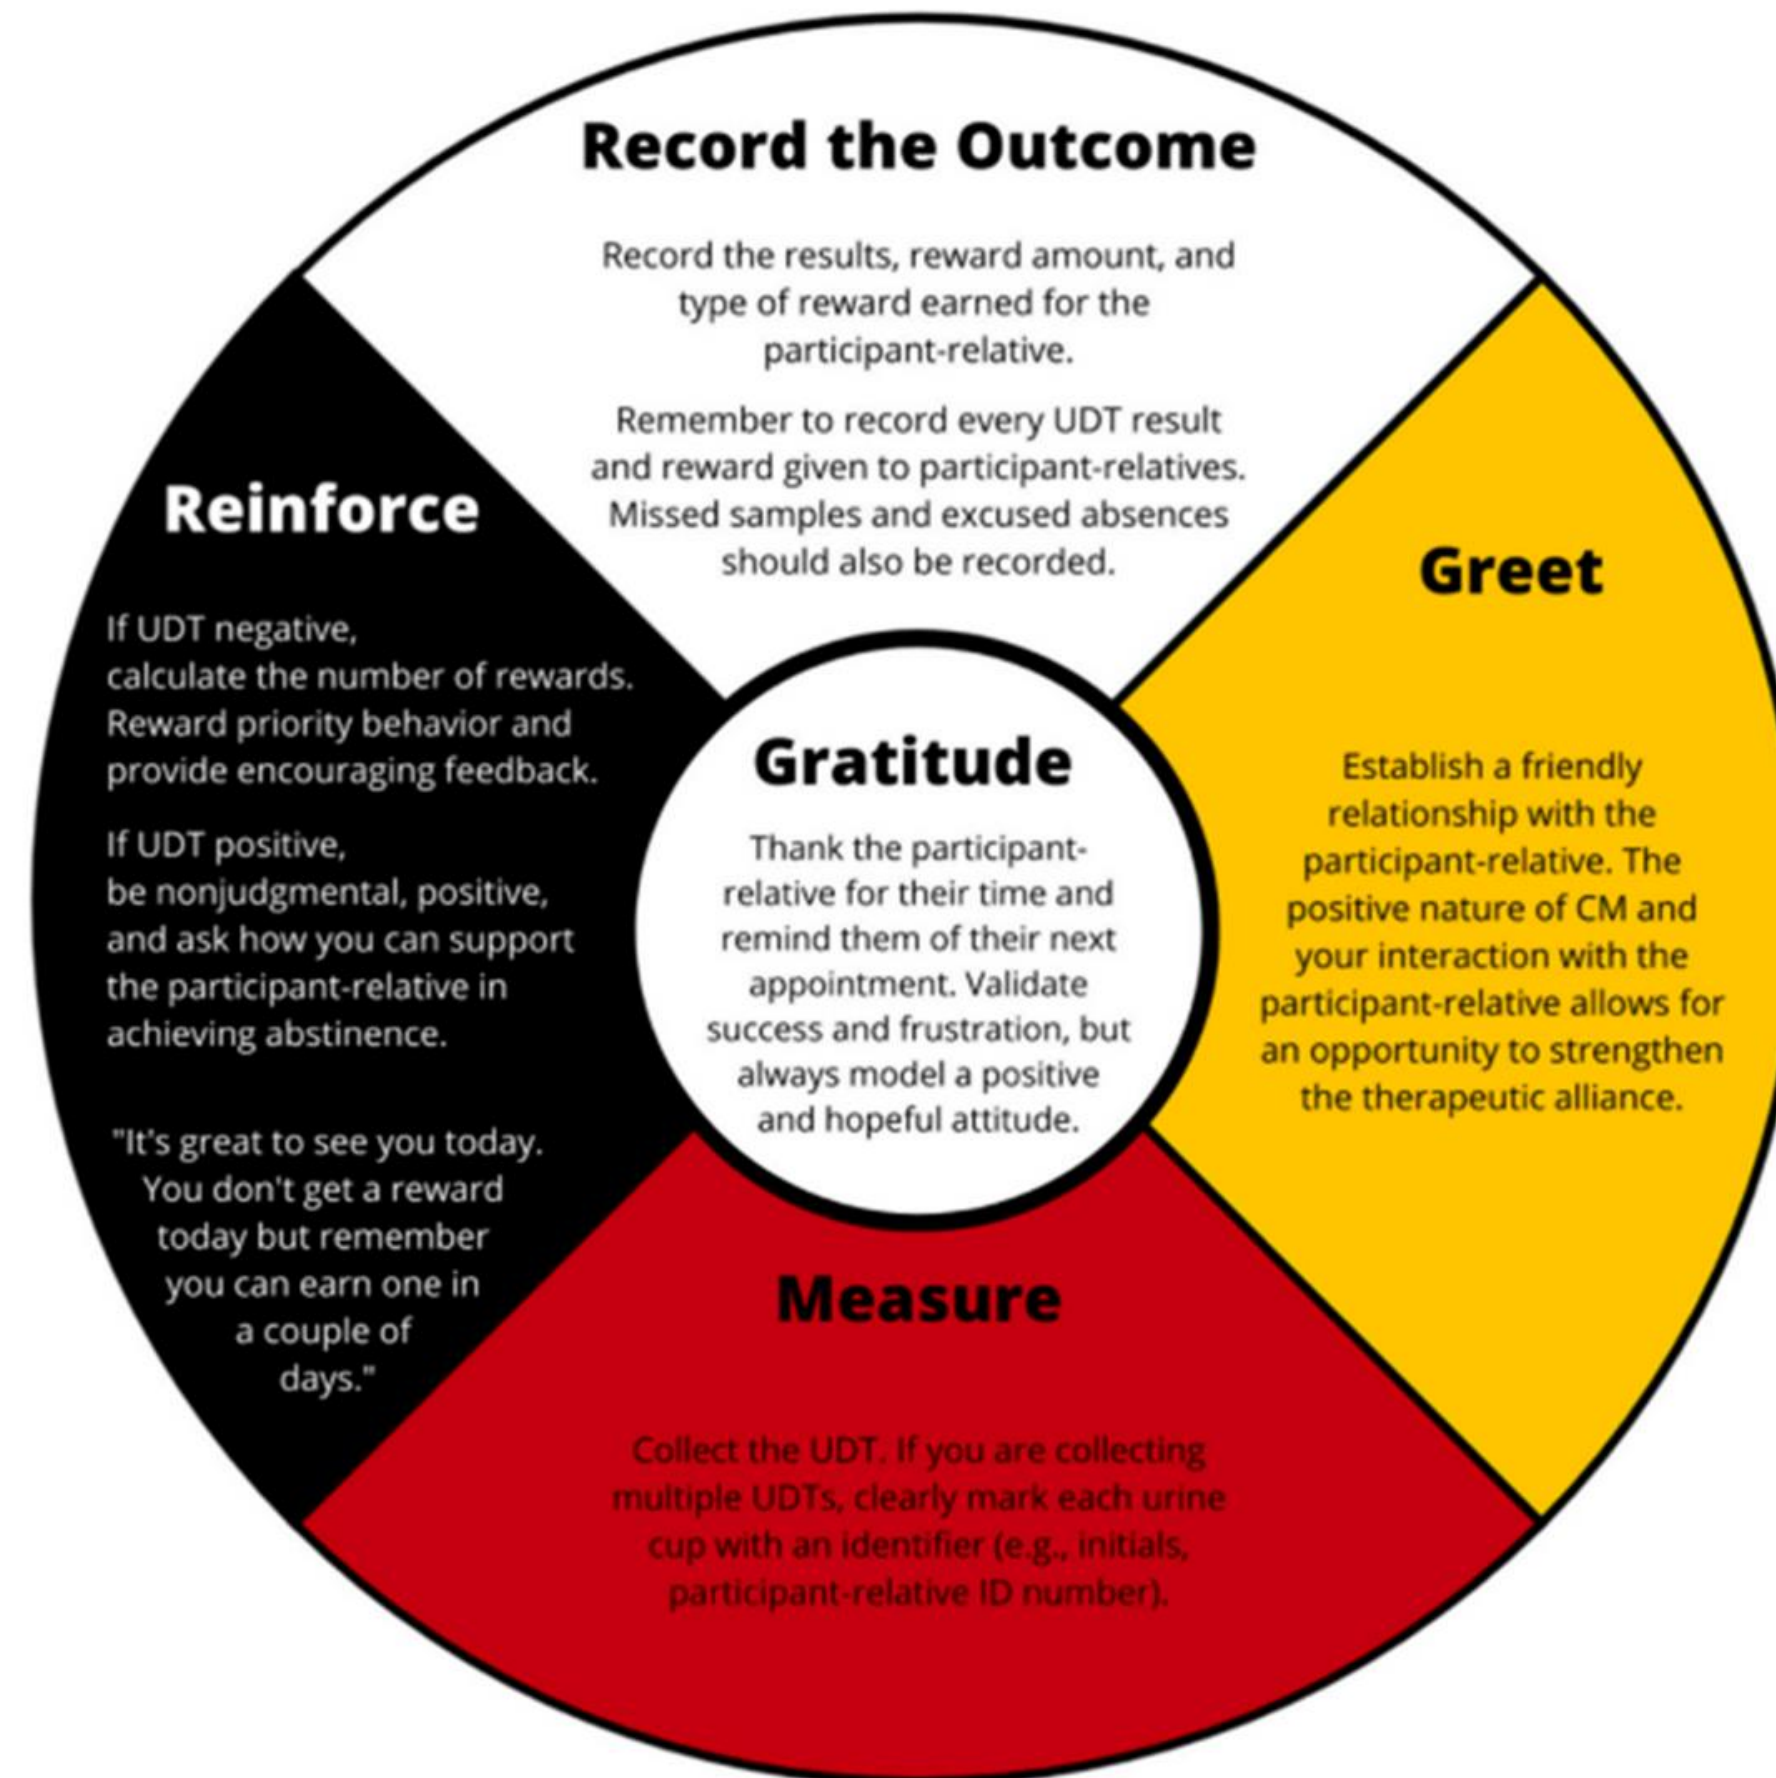 Record the Outcome
Record the results, reward amount, and
type of reward earned for the
participant-relative.
Remember to record every UDT result
and reward given to participant-relatives.
Missed samples and excused absences
should also be recorded.
Greet
Establish a friendly
relationship with the
participant-relative. The
positive nature of CM and
your interaction with the
participant-relative allows for
an opportunity to strengthen
the therapeutic alliance.
Measure
Collect the UDT. If you are collecting
multiple UDTs, clearly mark each urine
cup with an identifier (e.g., initials,
participant-relative ID number).
Reinforce
If UDT negative,
calculate the number of rewards.
Reward priority behavior and
provide encouraging feedback.
If UDT positive,
be nonjudgmental, positive,
and ask how you can support
the participant-relative in
achieving abstinence.
"It's great to see you today.
You don't get a reward
today but remember
you can earn one in
a couple of
days."
Gratitude
Thank the participant-
relative for their time and
remind them of their next
appointment. Validate
success and frustration, but
always model a positive
and hopeful attitude.